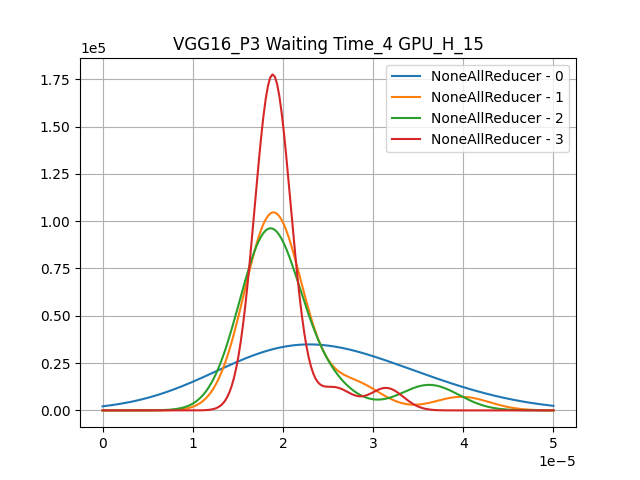 VGG16_P3 Waiting Time_4 GPU_H_15
1e5
1.75
1.50
1.25
1.00
0.75
0.50
0.25
0.00
NoneAllReducer - 0
NoneAllReducer - 1
NoneAllReducer - 2
NoneAllReducer - 3
0 1 2 3 4 5
1e−5